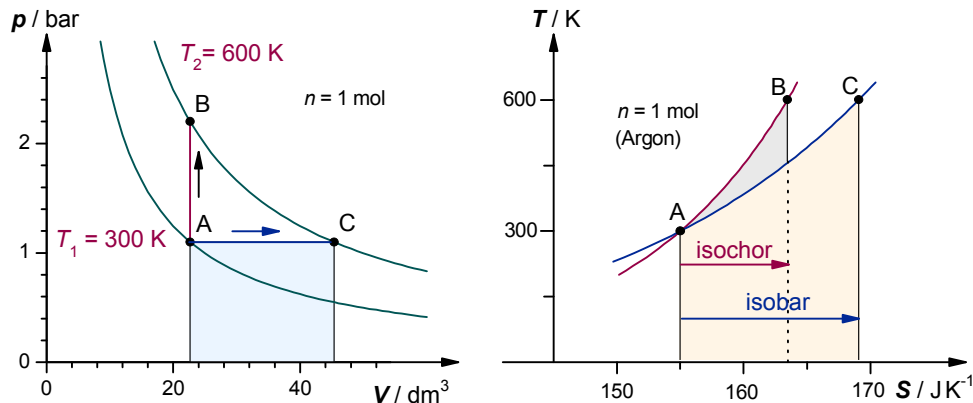 p / bar
T₂= 600 K
n = 1 mol
B
2
A
C
T₁ = 300 K
1
0
0
20
40
V / dm³
T / K
600
B
C
n = 1 mol
(Argon)
A
300
isochor
isobar
150
160
170
S / J K⁻¹